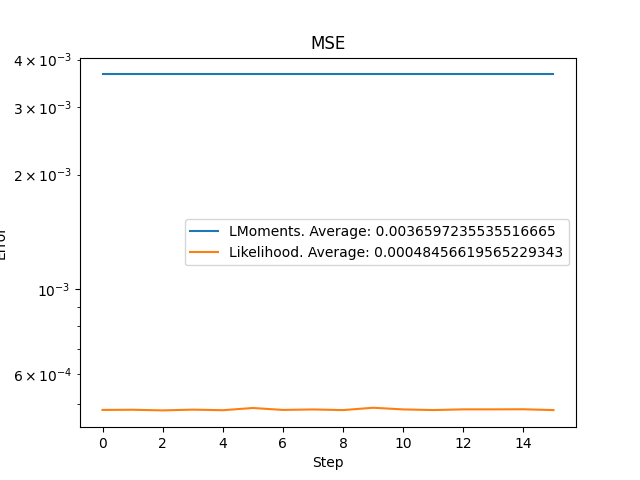 MSE
4 × 10⁻³
3 × 10⁻³
2 × 10⁻³
10⁻³
6 × 10⁻⁴
Error
LMoments. Average: 0.0036597235535516665
Likelihood. Average: 0.00048456619565229343
0 2 4 6 8 10 12 14
Step